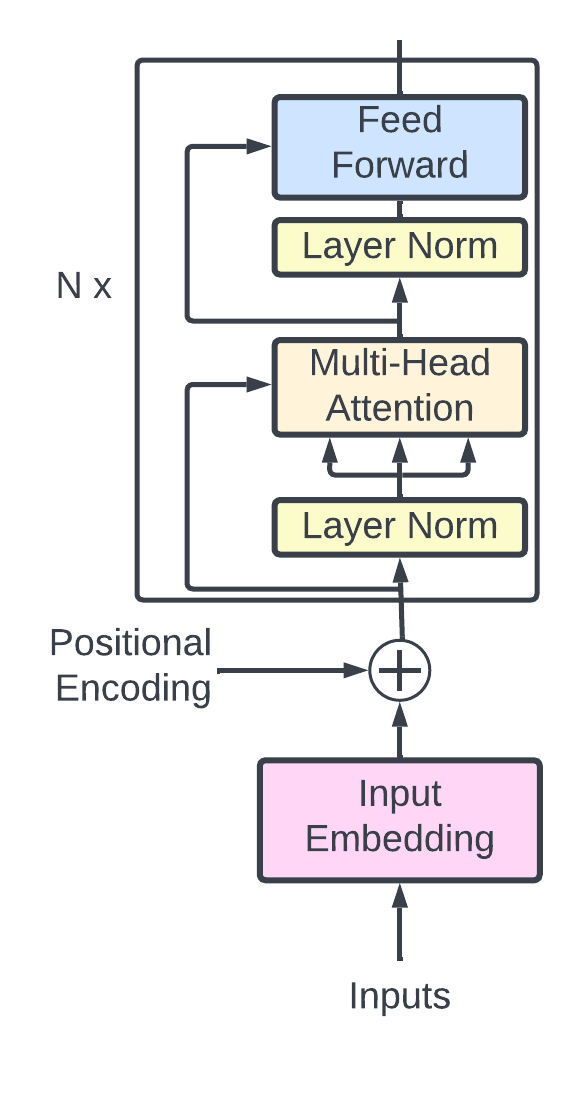 Feed
Forward
Layer Norm
N x
Multi-Head
Attention
Layer Norm
Positional
Encoding
Input
Embedding
Inputs